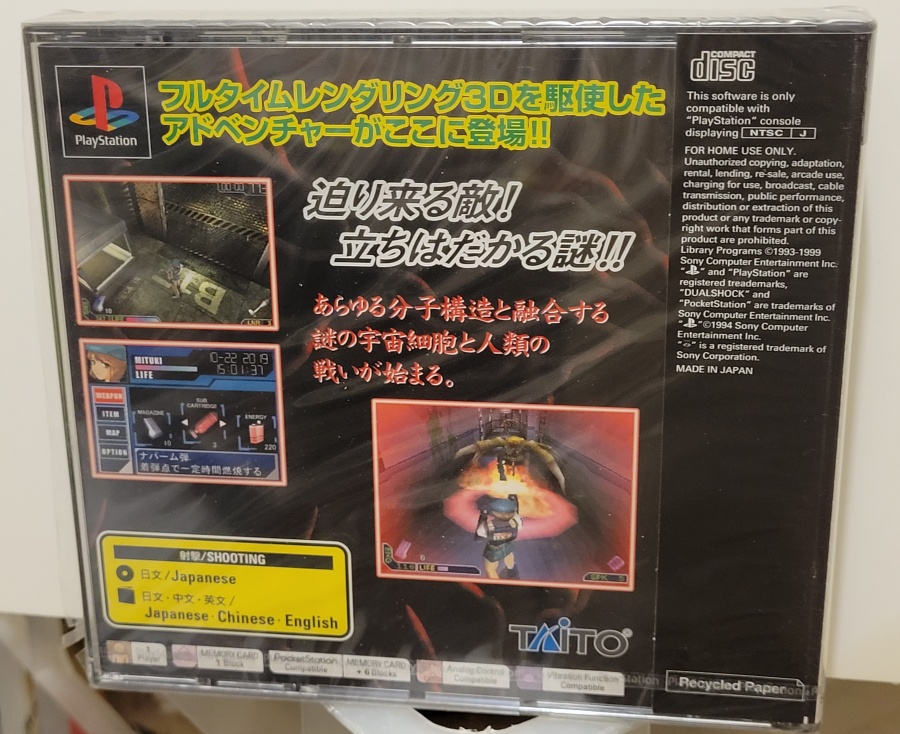 PlayStation
フルタイムレンダリング3Dを駆使した
アドベンチャーがここに登場!!
迫り来る敵!
立ちはだかる謎!!
あらゆる分子構造と融合する
謎の宇宙細胞と人類の
戦いが始まる。
B1F
MITUKI
LIFE
10-22 2019
15:01:37
WEAPON
ITEM
MAP
OPTION
MAGAZINE
10
SUB
CARTRIDGE
3
ENERGY
220
ナパーム弾
着弾点で一定時間燃焼する
LIFE
射撃/SHOOTING
日文/Japanese
日文・中文・英文/
Japanese・Chinese・English
TAITO
1
Player
MEMORY CARD
1 Block
PocketStation
Compatible
MEMORY CARD
+ 6 Blocks
Analog Control
Compatible
Vibration Function
Compatible
COMPACT
disc
This software is only
compatible with
"PlayStation" console
displaying NTSC J
FOR HOME USE ONLY.
Unauthorized copying, adaptation,
rental, lending, re-sale, arcade use,
charging for use, broadcast, cable
transmission, public performance,
distribution or extraction of this
product or any trademark or copy-
right work that forms part of this
product are prohibited.
Library Programs ©1993-1999
Sony Computer Entertainment Inc.
" " and "PlayStation" are
registered treademarks,
"DUALSHOCK" and
"PocketStation" are trademarks of
Sony Computer Entertainment Inc.
" " ©1994 Sony Computer
Entertainment Inc.
" " is a registered trademark of
Sony Corporation.
MADE IN JAPAN
Recycled Paper